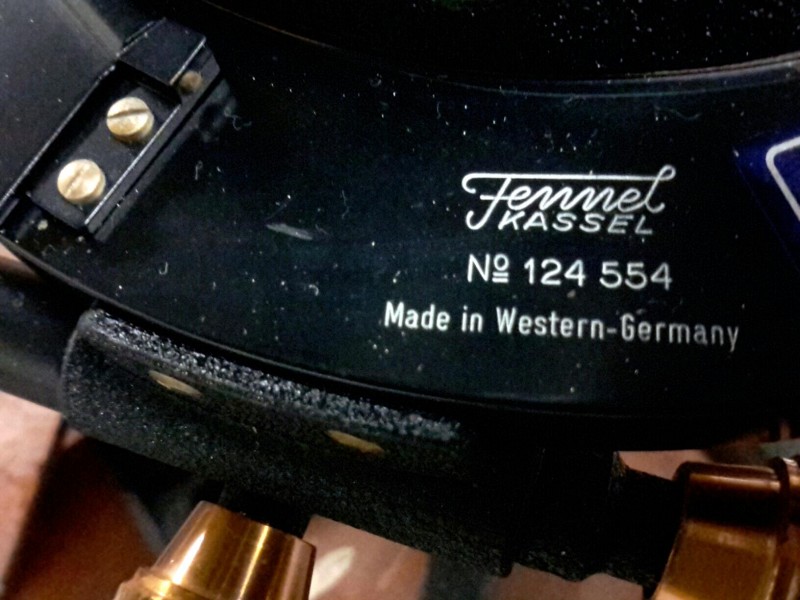 Fennel
KASSEL
Nº 124 554
Made in Western-Germany